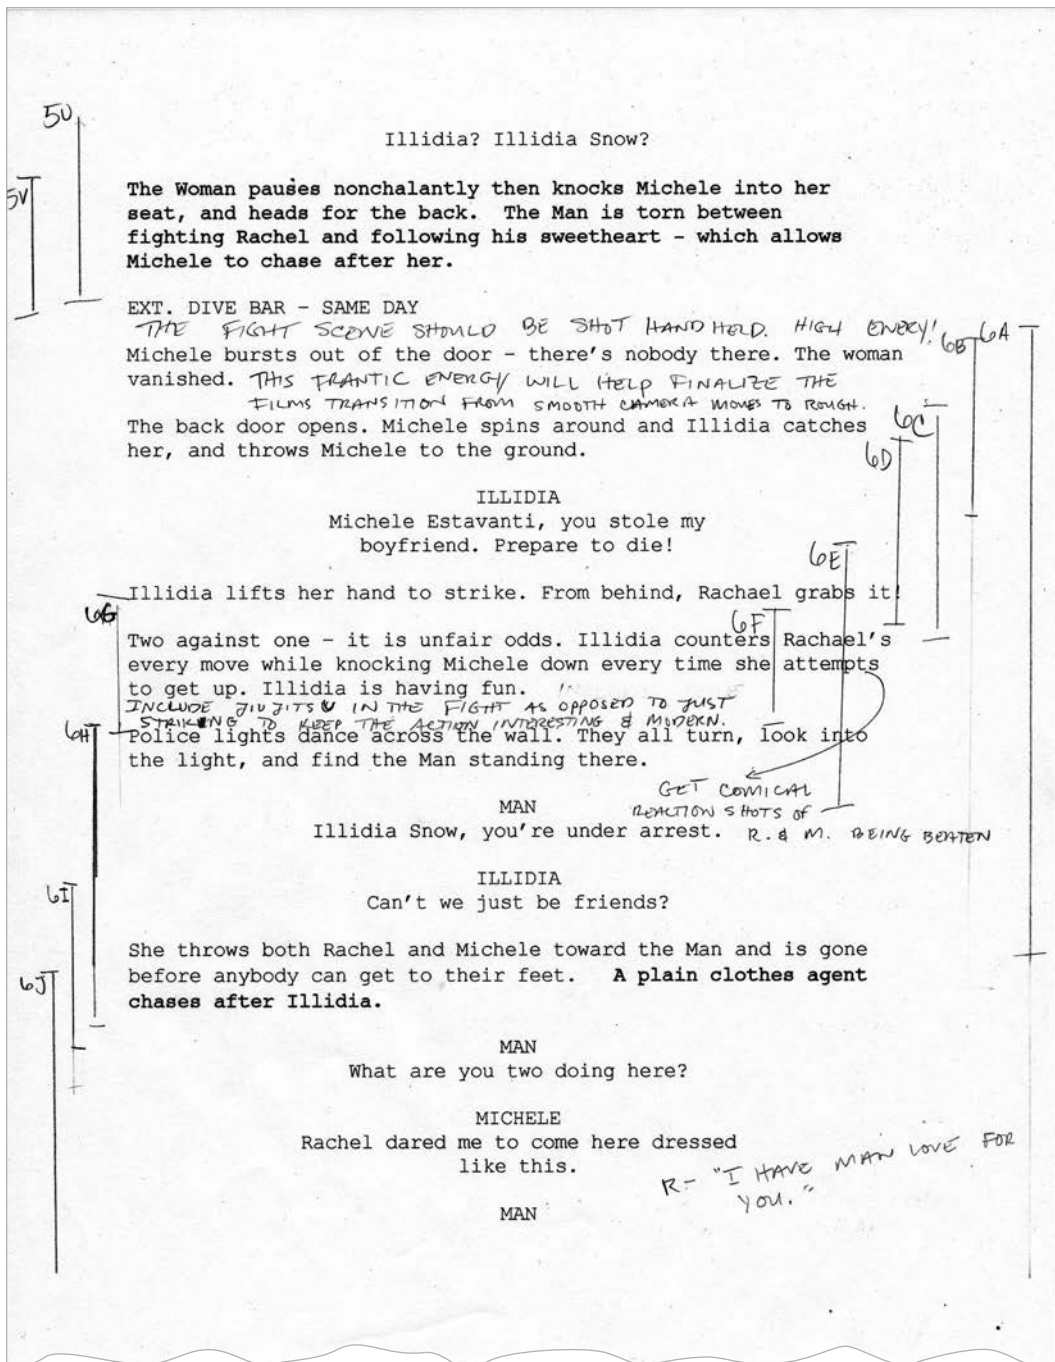 5U
Illidia? Illidia Snow?
5V
The Woman pauses nonchalantly then knocks Michele into her
seat, and heads for the back. The Man is torn between
fighting Rachel and following his sweetheart – which allows
Michele to chase after her.
EXT. DIVE BAR – SAME DAY
THE FIGHT SCENE SHOULD BE SHOT HAND HELD. HIGH ENERY!
6B 6A
Michele bursts out of the door – there's nobody there. The woman
vanished. THIS FRANTIC ENERGY WILL HELP FINALIZE THE
FILMS TRANSITION FROM SMOOTH CAMERA MOVES TO ROUGH.
6C
The back door opens. Michele spins around and Illidia catches
her, and throws Michele to the ground.
6D
ILLIDIA
Michele Estavanti, you stole my
boyfriend. Prepare to die!
6E
Illidia lifts her hand to strike. From behind, Rachael grabs it!
6G
6F
Two against one – it is unfair odds. Illidia counters Rachael's
every move while knocking Michele down every time she attempts
to get up. Illidia is having fun.
INCLUDE JIU JITSU IN THE FIGHT AS OPPOSED TO JUST
STRIKING TO KEEP THE ACTION INTERESTING & MODERN.
6H
Police lights dance across the wall. They all turn, look into
the light, and find the Man standing there.
GET COMICAL
REACTION SHOTS of
R. & M. BEING BEATEN
MAN
Illidia Snow, you're under arrest.
ILLIDIA
Can't we just be friends?
6I
She throws both Rachel and Michele toward the Man and is gone
before anybody can get to their feet. A plain clothes agent
chases after Illidia.
6J
MAN
What are you two doing here?
MICHELE
Rachel dared me to come here dressed
like this.
R- "I HAVE MAN LOVE FOR
YOU."
MAN